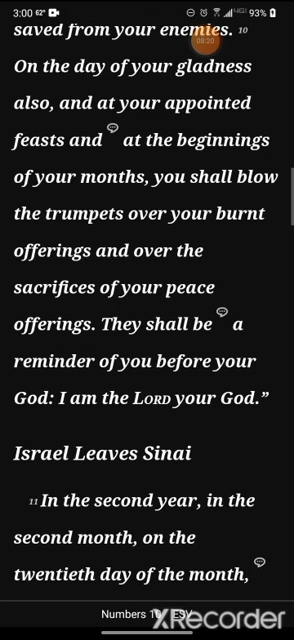 3:00 62°
4G 93%
08:20
saved from your enemies. 10
On the day of your gladness
also, and at your appointed
feasts and at the beginnings
of your months, you shall blow
the trumpets over your burnt
offerings and over the
sacrifices of your peace
offerings. They shall be a
reminder of you before your
God: I am the LORD your God.”
Israel Leaves Sinai
11 In the second year, in the
second month, on the
twentieth day of the month,
Numbers 10 ESV
XRecorder